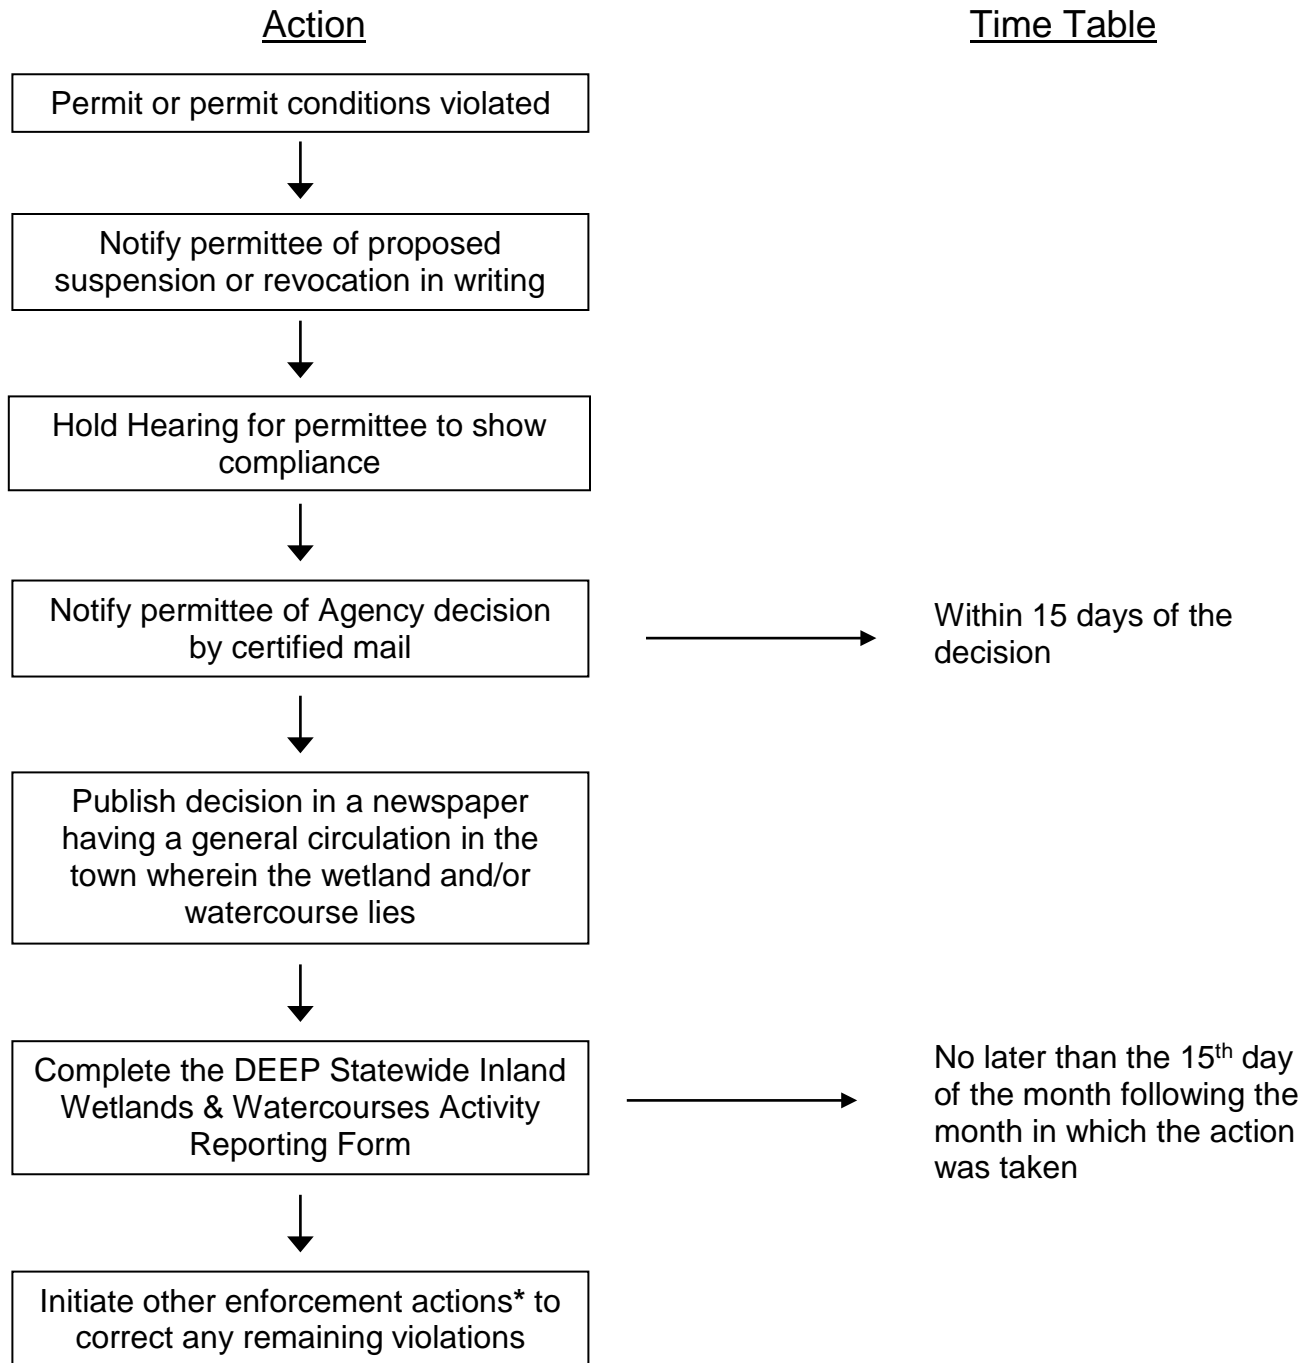 Action
Time Table
Permit or permit conditions violated
Notify permittee of proposed
suspension or revocation in writing
Hold Hearing for permittee to show
compliance
Notify permittee of Agency decision
by certified mail
Within 15 days of the
decision
Publish decision in a newspaper
having a general circulation in the
town wherein the wetland and/or
watercourse lies
Complete the DEEP Statewide Inland
Wetlands & Watercourses Activity
Reporting Form
No later than the 15th day
of the month following the
month in which the action
was taken
Initiate other enforcement actions* to
correct any remaining violations